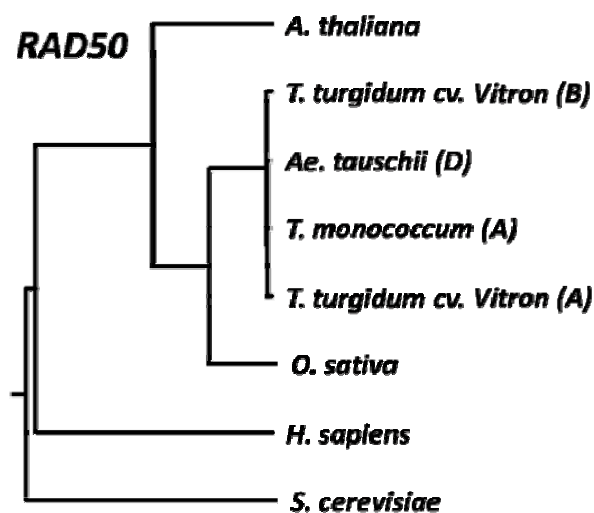 A. thaliana
RAD50
T. turgidum cv. Vitron (B)
Ae. tauschii (D)
T. monococcum (A)
T. turgidum cv. Vitron (A)
O. sativa
H. sapiens
S. cerevisiae